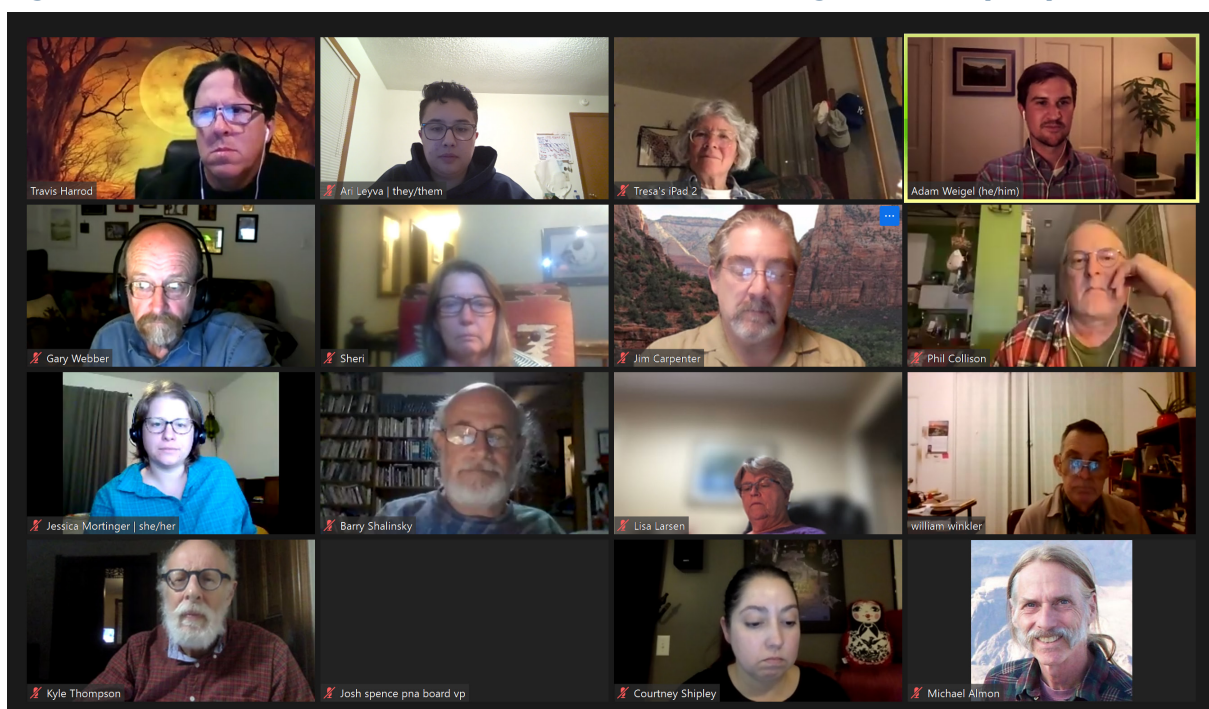 Travis Harrod
Ari Leyva | they/them
Tresa's iPad 2
Adam Weigel (he/him)
Gary Webber
Sheri
Jim Carpenter
Phil Collison
Jessica Mortinger | she/her
Barry Shalinsky
Lisa Larsen
william winkler
Kyle Thompson
Josh spence pna board vp
Courtney Shipley
Michael Almon